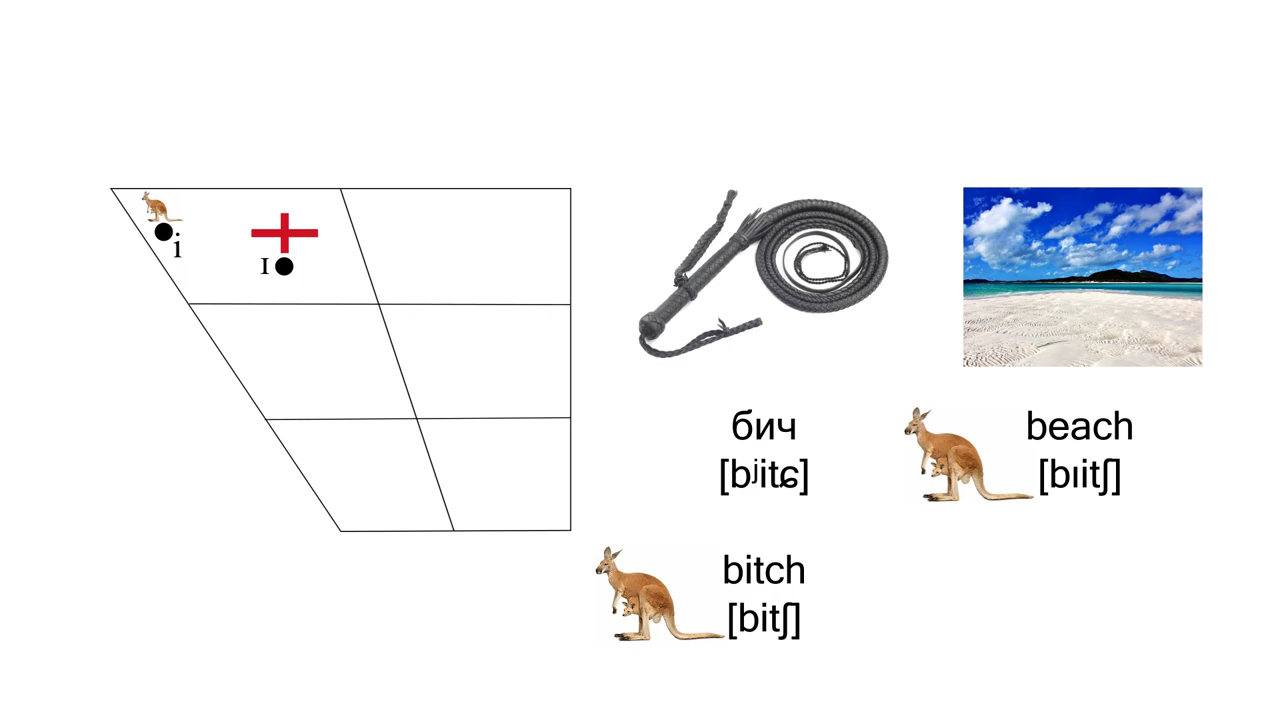 i
ɪ
бич
[bʲitɕ]
beach
[bɪitʃ]
bitch
[bitʃ]